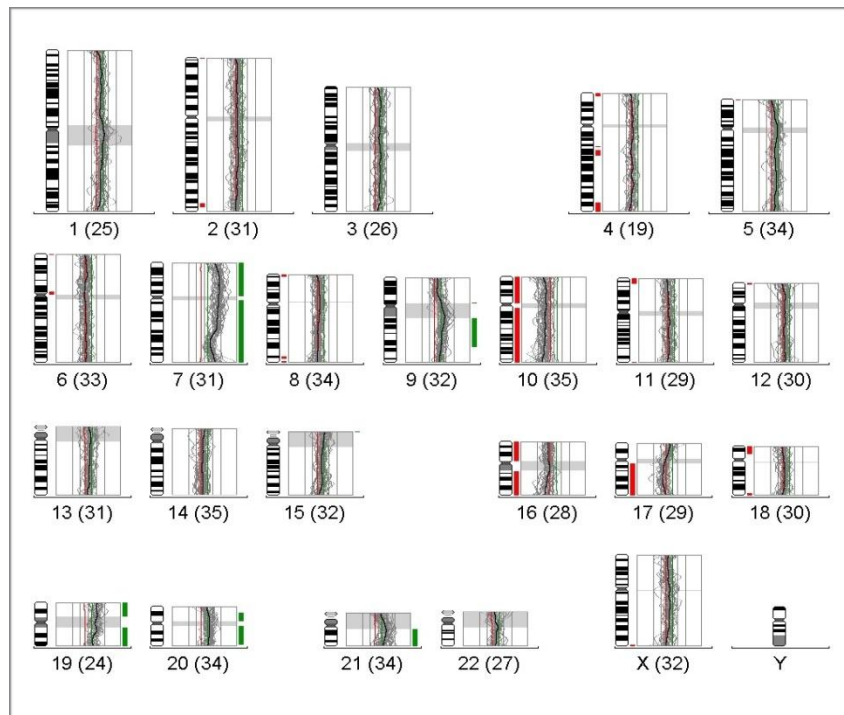 1 (25) 2 (31) 3 (26) 4 (19) 5 (34)
6 (33) 7 (31) 8 (34) 9 (32) 10 (35) 11 (29) 12 (30)
13 (31) 14 (35) 15 (32) 16 (28) 17 (29) 18 (30)
19 (24) 20 (34) 21 (34) 22 (27) X (32) Y